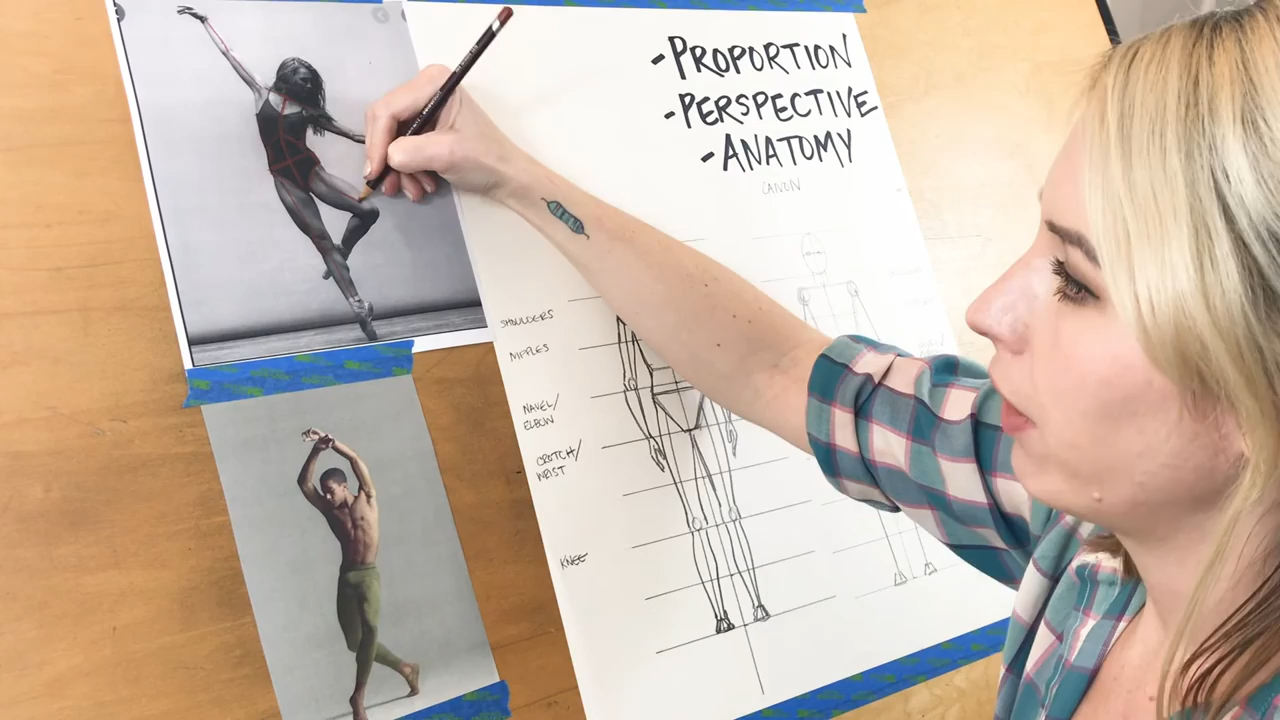 -PROPORTION
-PERSPECTIVE
-ANATOMY
CANON
SHOULDERS
NIPPLES
NAVEL/
ELBOW
CROTCH/
WRIST
KNEE